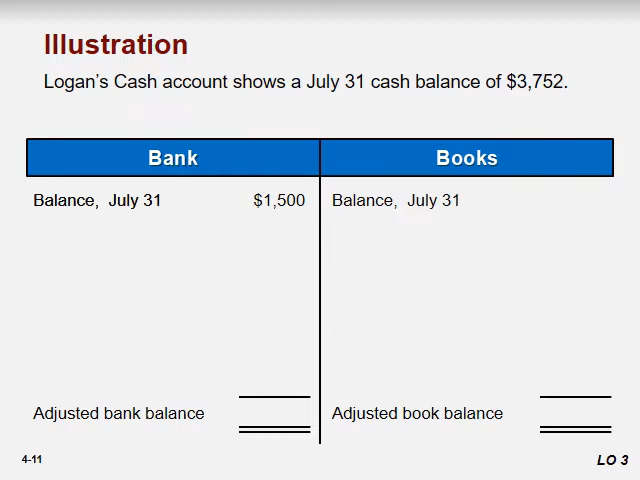 Illustration
Logan’s Cash account shows a July 31 cash balance of $3,752.
Bank Books
Balance, July 31 $1,500 Balance, July 31
Adjusted bank balance Adjusted book balance
4-11 LO 3